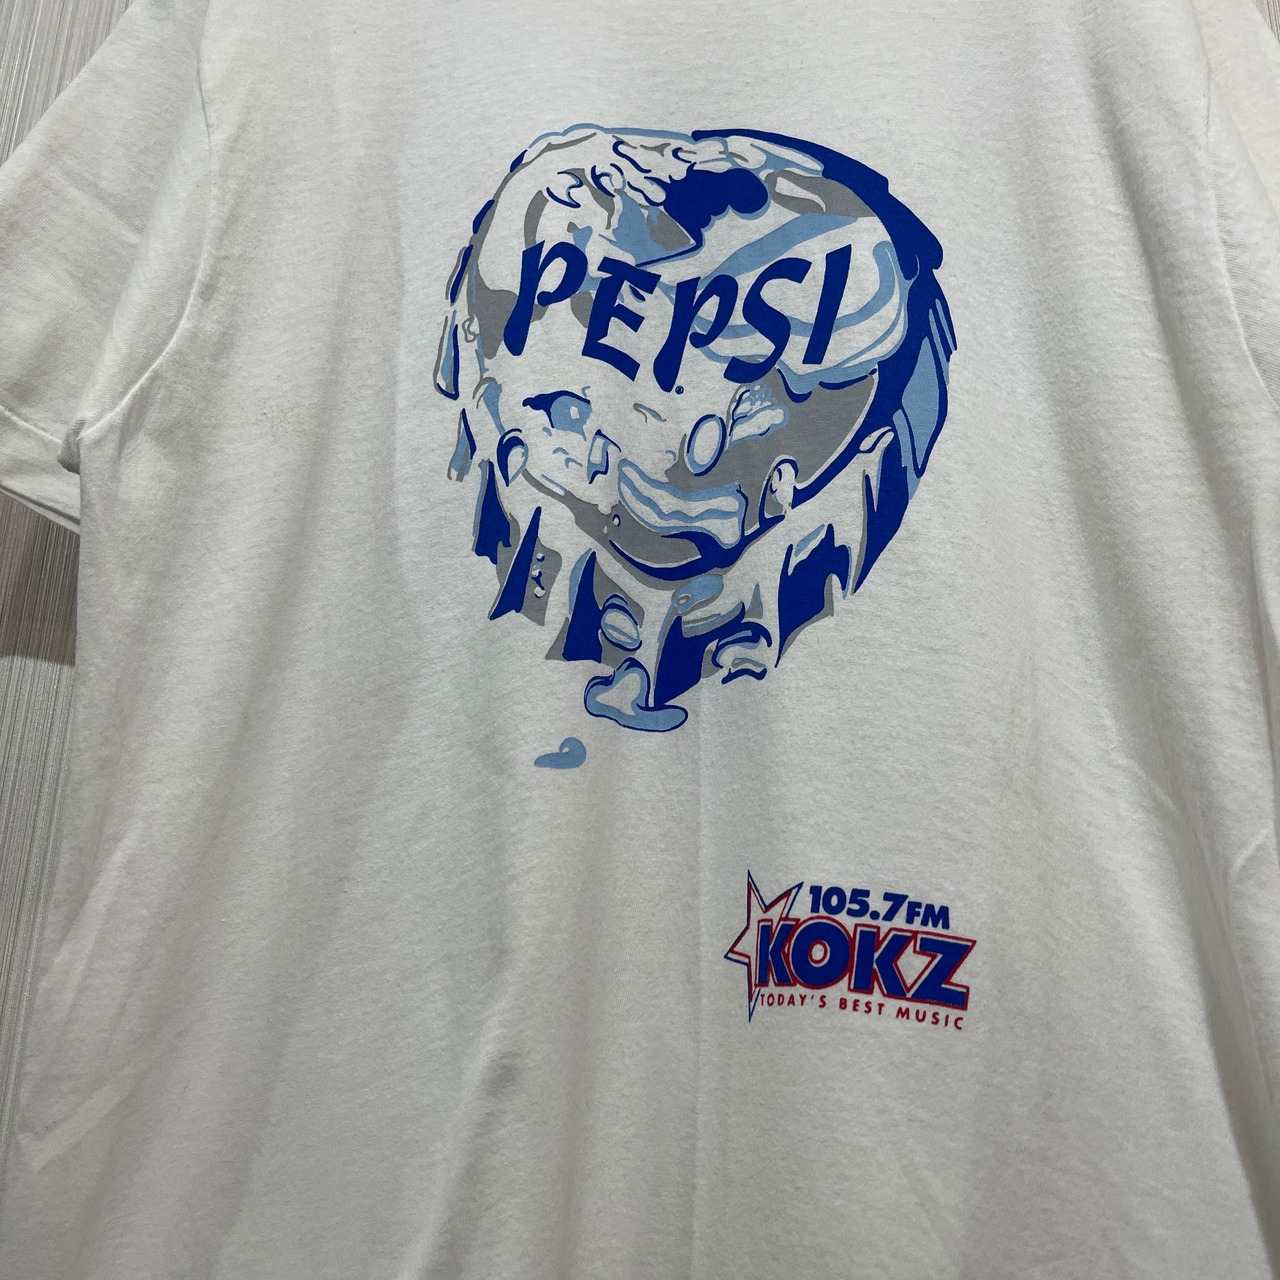 PEPSI
®
105.7FM
KOKZ
TODAY'S BEST MUSIC